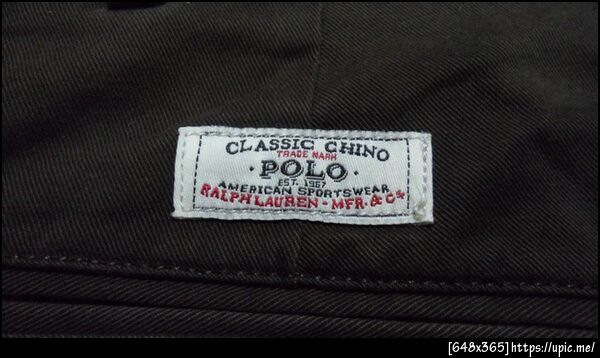 CLASSIC CHINO
TRADE MARK
· POLO ·
EST. 1967
AMERICAN SPORTSWEAR
RALPH LAUREN - MFR. & Co.
[648x365]https://upic.me/